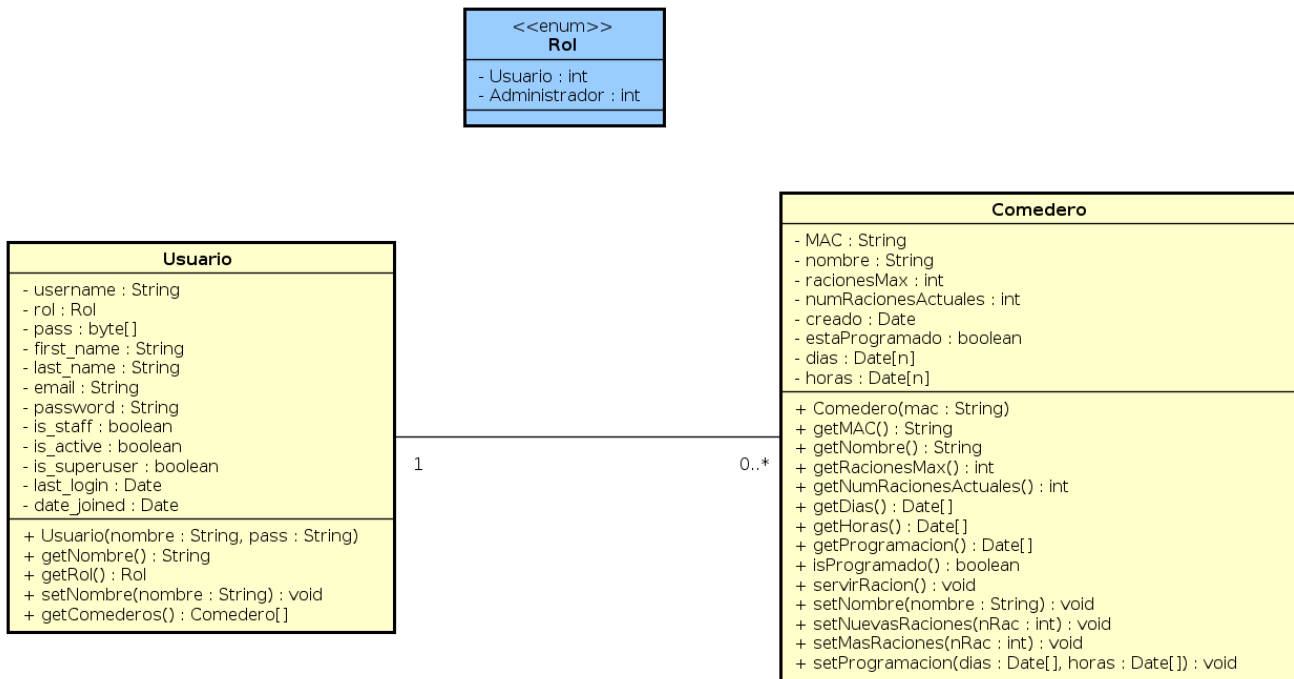 <<enum>>
Rol
- Usuario : int
- Administrador : int
Usuario
- username : String
- rol : Rol
- pass : byte[]
- first_name : String
- last_name : String
- email : String
- password : String
- is_staff : boolean
- is_active : boolean
- is_superuser : boolean
- last_login : Date
- date_joined : Date
+ Usuario(nombre : String, pass : String)
+ getNombre() : String
+ getRol() : Rol
+ setNombre(nombre : String) : void
+ getComederos() : Comedero[]
1
0..*
Comedero
- MAC : String
- nombre : String
- racionesMax : int
- numRacionesActuales : int
- creado : Date
- estaProgramado : boolean
- dias : Date[n]
- horas : Date[n]
+ Comedero(mac : String)
+ getMAC() : String
+ getNombre() : String
+ getRacionesMax() : int
+ getNumRacionesActuales() : int
+ getDias() : Date[]
+ getHoras() : Date[]
+ getProgramacion() : Date[]
+ isProgramado() : boolean
+ servirRacion() : void
+ setNombre(nombre : String) : void
+ setNuevasRaciones(nRac : int) : void
+ setMasRaciones(nRac : int) : void
+ setProgramacion(dias : Date[], horas : Date[]) : void